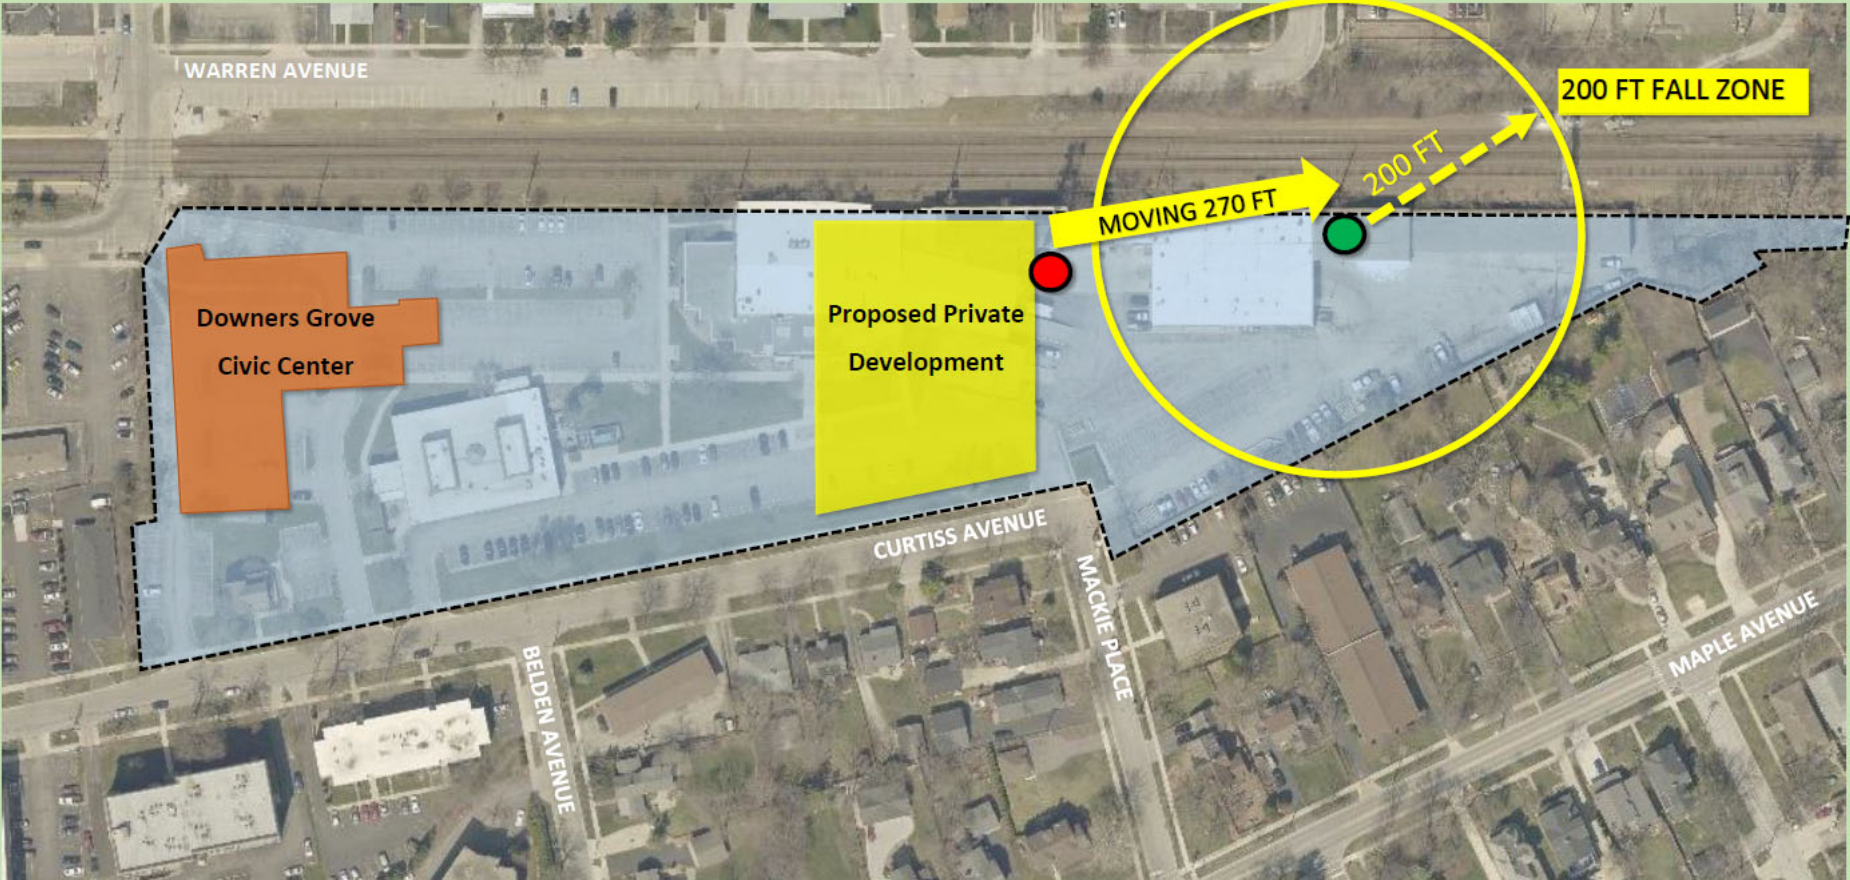 WARREN AVENUE
200 FT FALL ZONE
200 FT
MOVING 270 FT
Downers Grove
Civic Center
Proposed Private
Development
CURTISS AVENUE
MACKIE PLACE
BELDEN AVENUE
MAPLE AVENUE